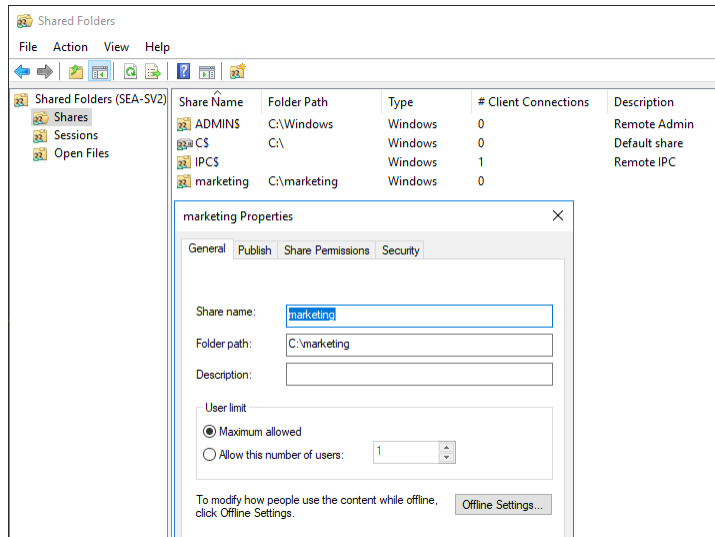 Shared Folders
File Action View Help
Shared Folders (SEA-SV2)
Shares
Sessions
Open Files
Share Name Folder Path Type # Client Connections Description
ADMIN$ C:\Windows Windows 0 Remote Admin
C$ C:\ Windows 0 Default share
IPC$ Windows 1 Remote IPC
marketing C:\marketing Windows 0
marketing Properties
General Publish Share Permissions Security
Share name: marketing
Folder path: C:\marketing
Description:
User limit
Maximum allowed
Allow this number of users: 1
To modify how people use the content while offline,
click Offline Settings.
Offline Settings...